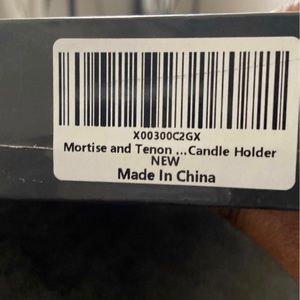 X00300C2GX
Mortise and Tenon ...Candle Holder
NEW
Made In China